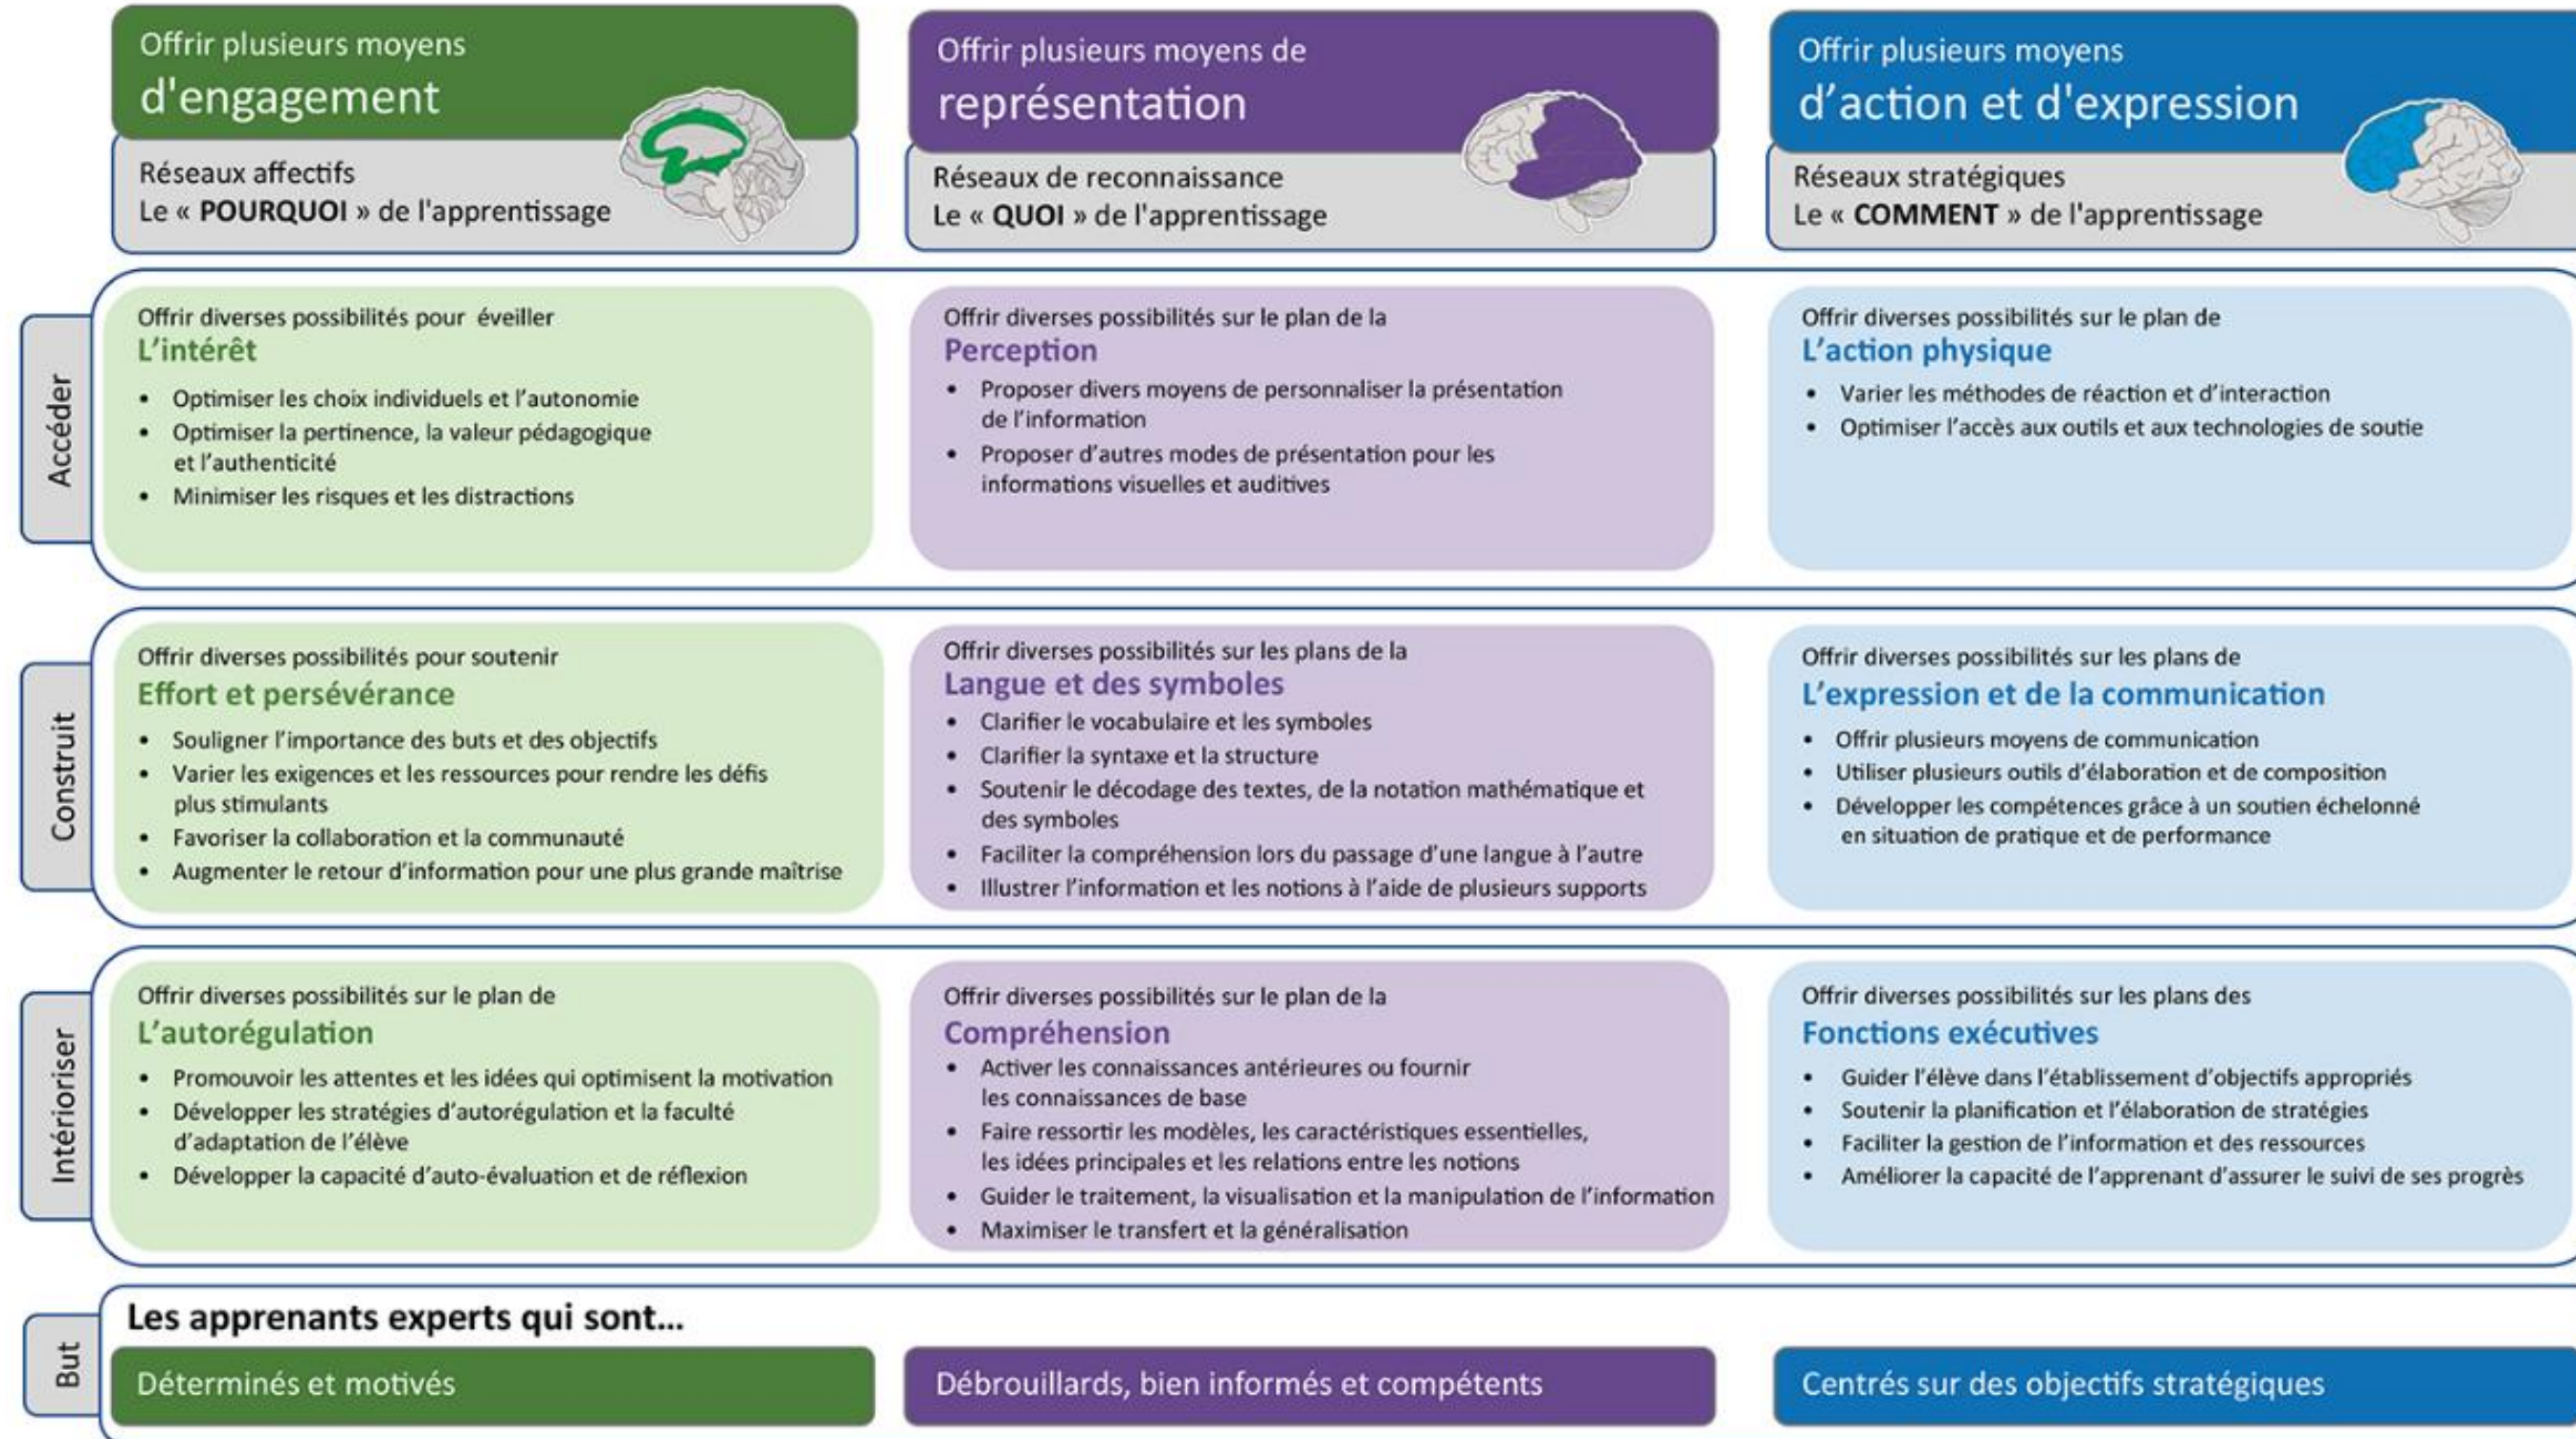 Offrir plusieurs moyens
d'engagement
Réseaux affectifs
Le « POURQUOI » de l'apprentissage
Offrir plusieurs moyens de
représentation
Réseaux de reconnaissance
Le « QUOI » de l'apprentissage
Offrir plusieurs moyens
d’action et d'expression
Réseaux stratégiques
Le « COMMENT » de l'apprentissage
Accéder
Offrir diverses possibilités pour éveiller
L’intérêt
• Optimiser les choix individuels et l’autonomie
• Optimiser la pertinence, la valeur pédagogique
et l’authenticité
• Minimiser les risques et les distractions
Offrir diverses possibilités sur le plan de la
Perception
• Proposer divers moyens de personnaliser la présentation
de l’information
• Proposer d’autres modes de présentation pour les
informations visuelles et auditives
Offrir diverses possibilités sur le plan de
L’action physique
• Varier les méthodes de réaction et d’interaction
• Optimiser l’accès aux outils et aux technologies de soutie
Construit
Offrir diverses possibilités pour soutenir
Effort et persévérance
• Souligner l’importance des buts et des objectifs
• Varier les exigences et les ressources pour rendre les défis
plus stimulants
• Favoriser la collaboration et la communauté
• Augmenter le retour d’information pour une plus grande maîtrise
Offrir diverses possibilités sur les plans de la
Langue et des symboles
• Clarifier le vocabulaire et les symboles
• Clarifier la syntaxe et la structure
• Soutenir le décodage des textes, de la notation mathématique et
des symboles
• Faciliter la compréhension lors du passage d’une langue à l’autre
• Illustrer l’information et les notions à l’aide de plusieurs supports
Offrir diverses possibilités sur les plans de
L’expression et de la communication
• Offrir plusieurs moyens de communication
• Utiliser plusieurs outils d’élaboration et de composition
• Développer les compétences grâce à un soutien échelonné
en situation de pratique et de performance
Intérioriser
Offrir diverses possibilités sur le plan de
L’autorégulation
• Promouvoir les attentes et les idées qui optimisent la motivation
• Développer les stratégies d’autorégulation et la faculté
d’adaptation de l’élève
• Développer la capacité d’auto-évaluation et de réflexion
Offrir diverses possibilités sur le plan de la
Compréhension
• Activer les connaissances antérieures ou fournir
les connaissances de base
• Faire ressortir les modèles, les caractéristiques essentielles,
les idées principales et les relations entre les notions
• Guider le traitement, la visualisation et la manipulation de l’information
• Maximiser le transfert et la généralisation
Offrir diverses possibilités sur les plans des
Fonctions exécutives
• Guider l’élève dans l’établissement d’objectifs appropriés
• Soutenir la planification et l’élaboration de stratégies
• Faciliter la gestion de l’information et des ressources
• Améliorer la capacité de l’apprenant d’assurer le suivi de ses progrès
But
Les apprenants experts qui sont...
Déterminés et motivés
Débrouillards, bien informés et compétents
Centrés sur des objectifs stratégiques